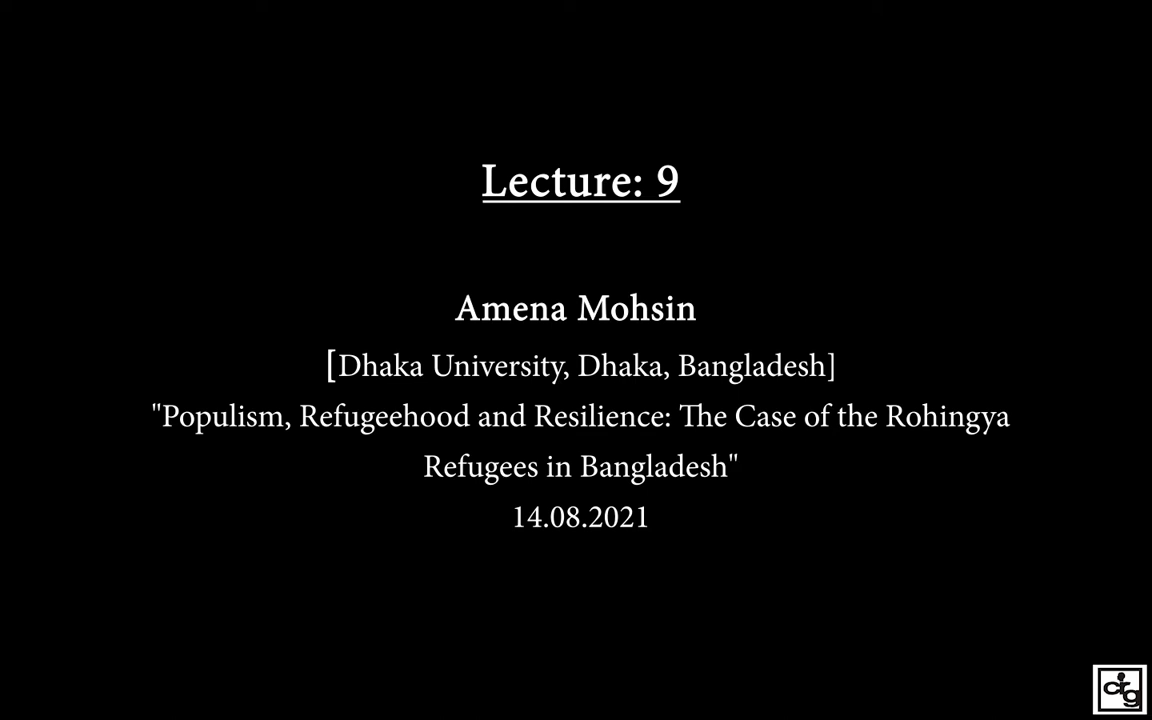 Lecture: 9
Amena Mohsin
[Dhaka University, Dhaka, Bangladesh]
"Populism, Refugeehood and Resilience: The Case of the Rohingya
Refugees in Bangladesh"
14.08.2021
crg